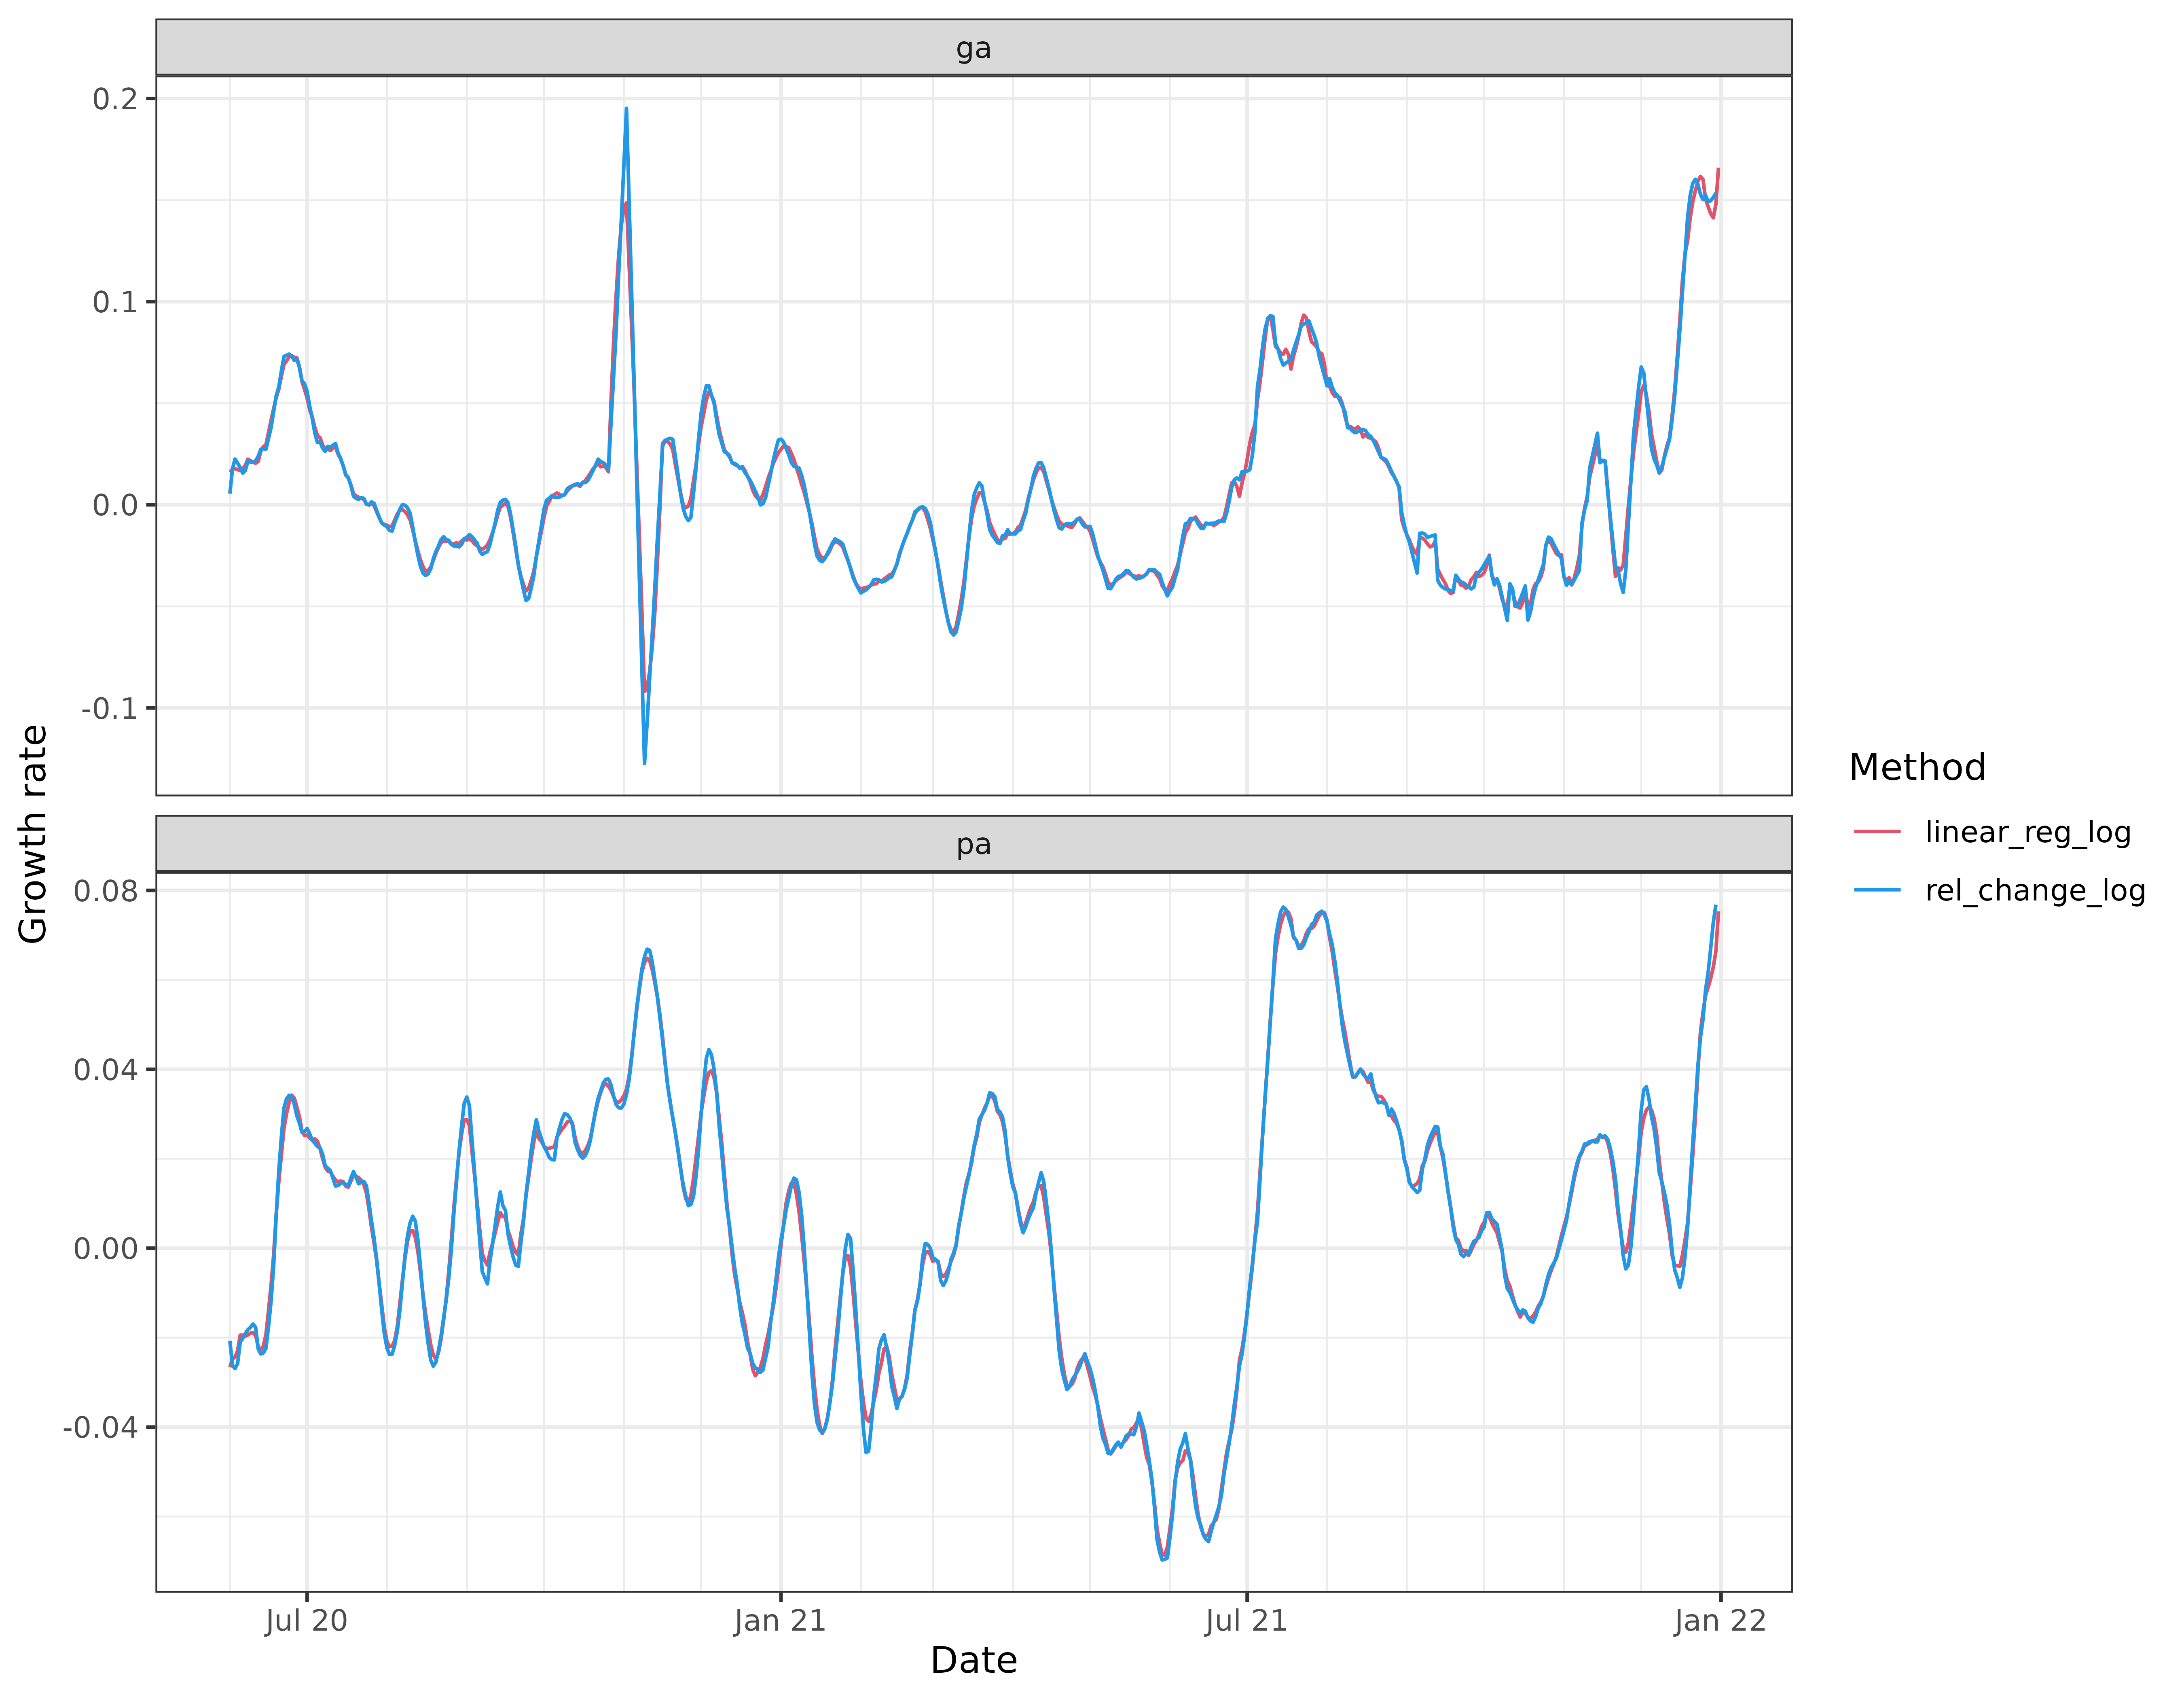 ga
0.2
0.1
0.0
-0.1
pa
0.08
0.04
0.00
-0.04
Jul 20
Jan 21
Jul 21
Jan 22
Date
Growth rate
Method
linear_reg_log
rel_change_log